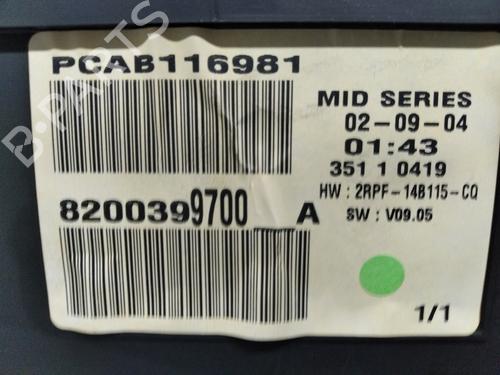 PCAB116981
MID SERIES
02-09-04
01:43
351 1 0419
HW : 2RPF-14B115-CQ
SW : V09.05
8200399700__A
1/1
B-PARTS